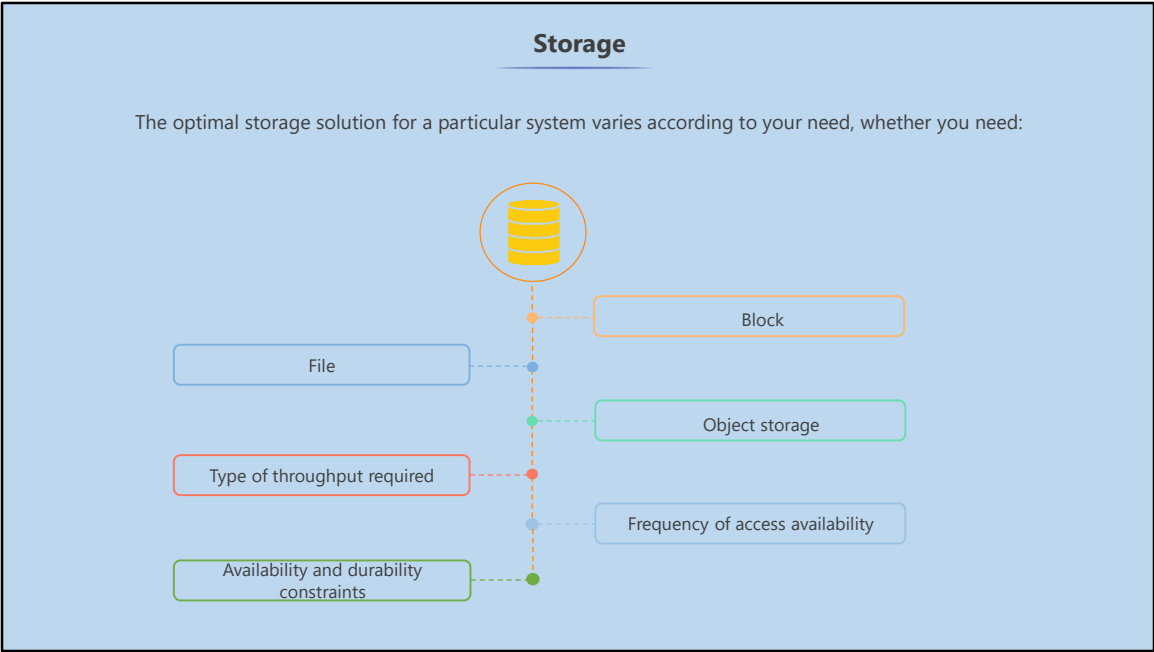 Storage
The optimal storage solution for a particular system varies according to your need, whether you need:
Block
File
Object storage
Type of throughput required
Frequency of access availability
Availability and durability
constraints